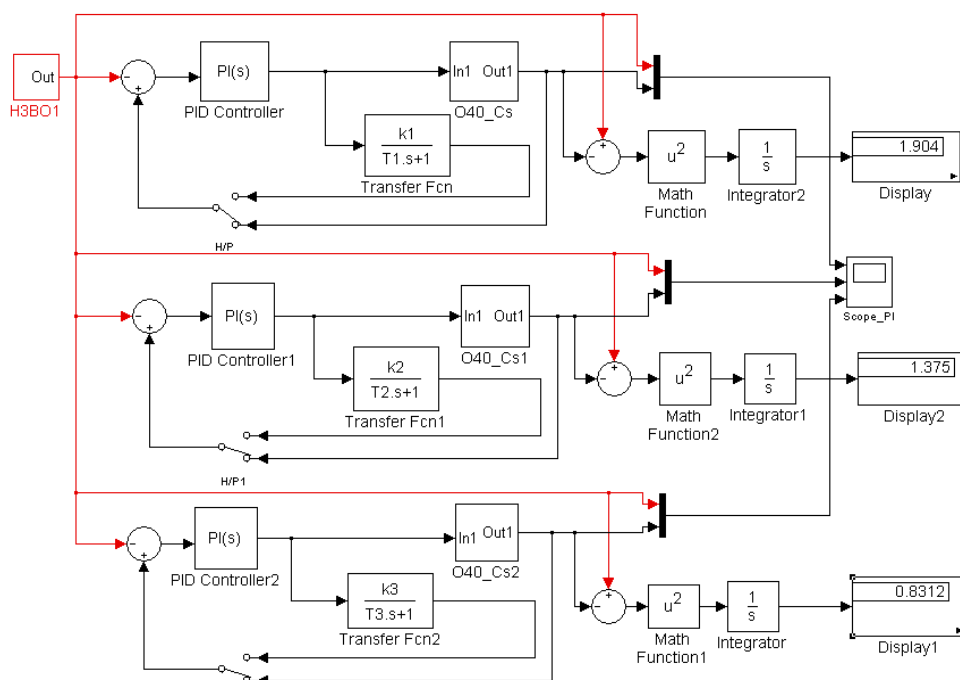 Out
H3BO1
−
+
PI(s)
PID Controller
In1 Out1
O40_Cs
k1
T1.s+1
Transfer Fcn
H/P
+
−
u²
Math
Function
1
s
Integrator2
1.904
Display
Scope_PI
−
+
PI(s)
PID Controller1
In1 Out1
O40_Cs1
k2
T2.s+1
Transfer Fcn1
H/P1
+
−
u²
Math
Function2
1
s
Integrator1
1.375
Display2
−
+
PI(s)
PID Controller2
In1 Out1
O40_Cs2
k3
T3.s+1
Transfer Fcn2
+
−
u²
Math
Function1
1
s
Integrator
0.8312
Display1